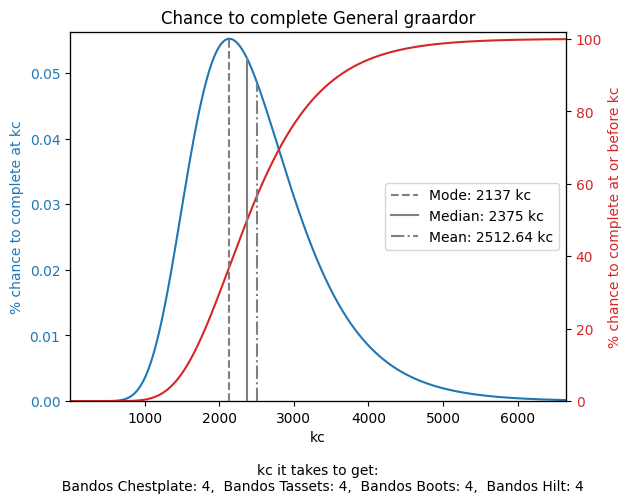 Chance to complete General graardor
% chance to complete at kc
0.05
0.04
0.03
0.02
0.01
0.00
100
80
60
40
20
0
% chance to complete at or before kc
Mode: 2137 kc
Median: 2375 kc
Mean: 2512.64 kc
1000 2000 3000 4000 5000 6000
kc
kc it takes to get:
Bandos Chestplate: 4, Bandos Tassets: 4, Bandos Boots: 4, Bandos Hilt: 4